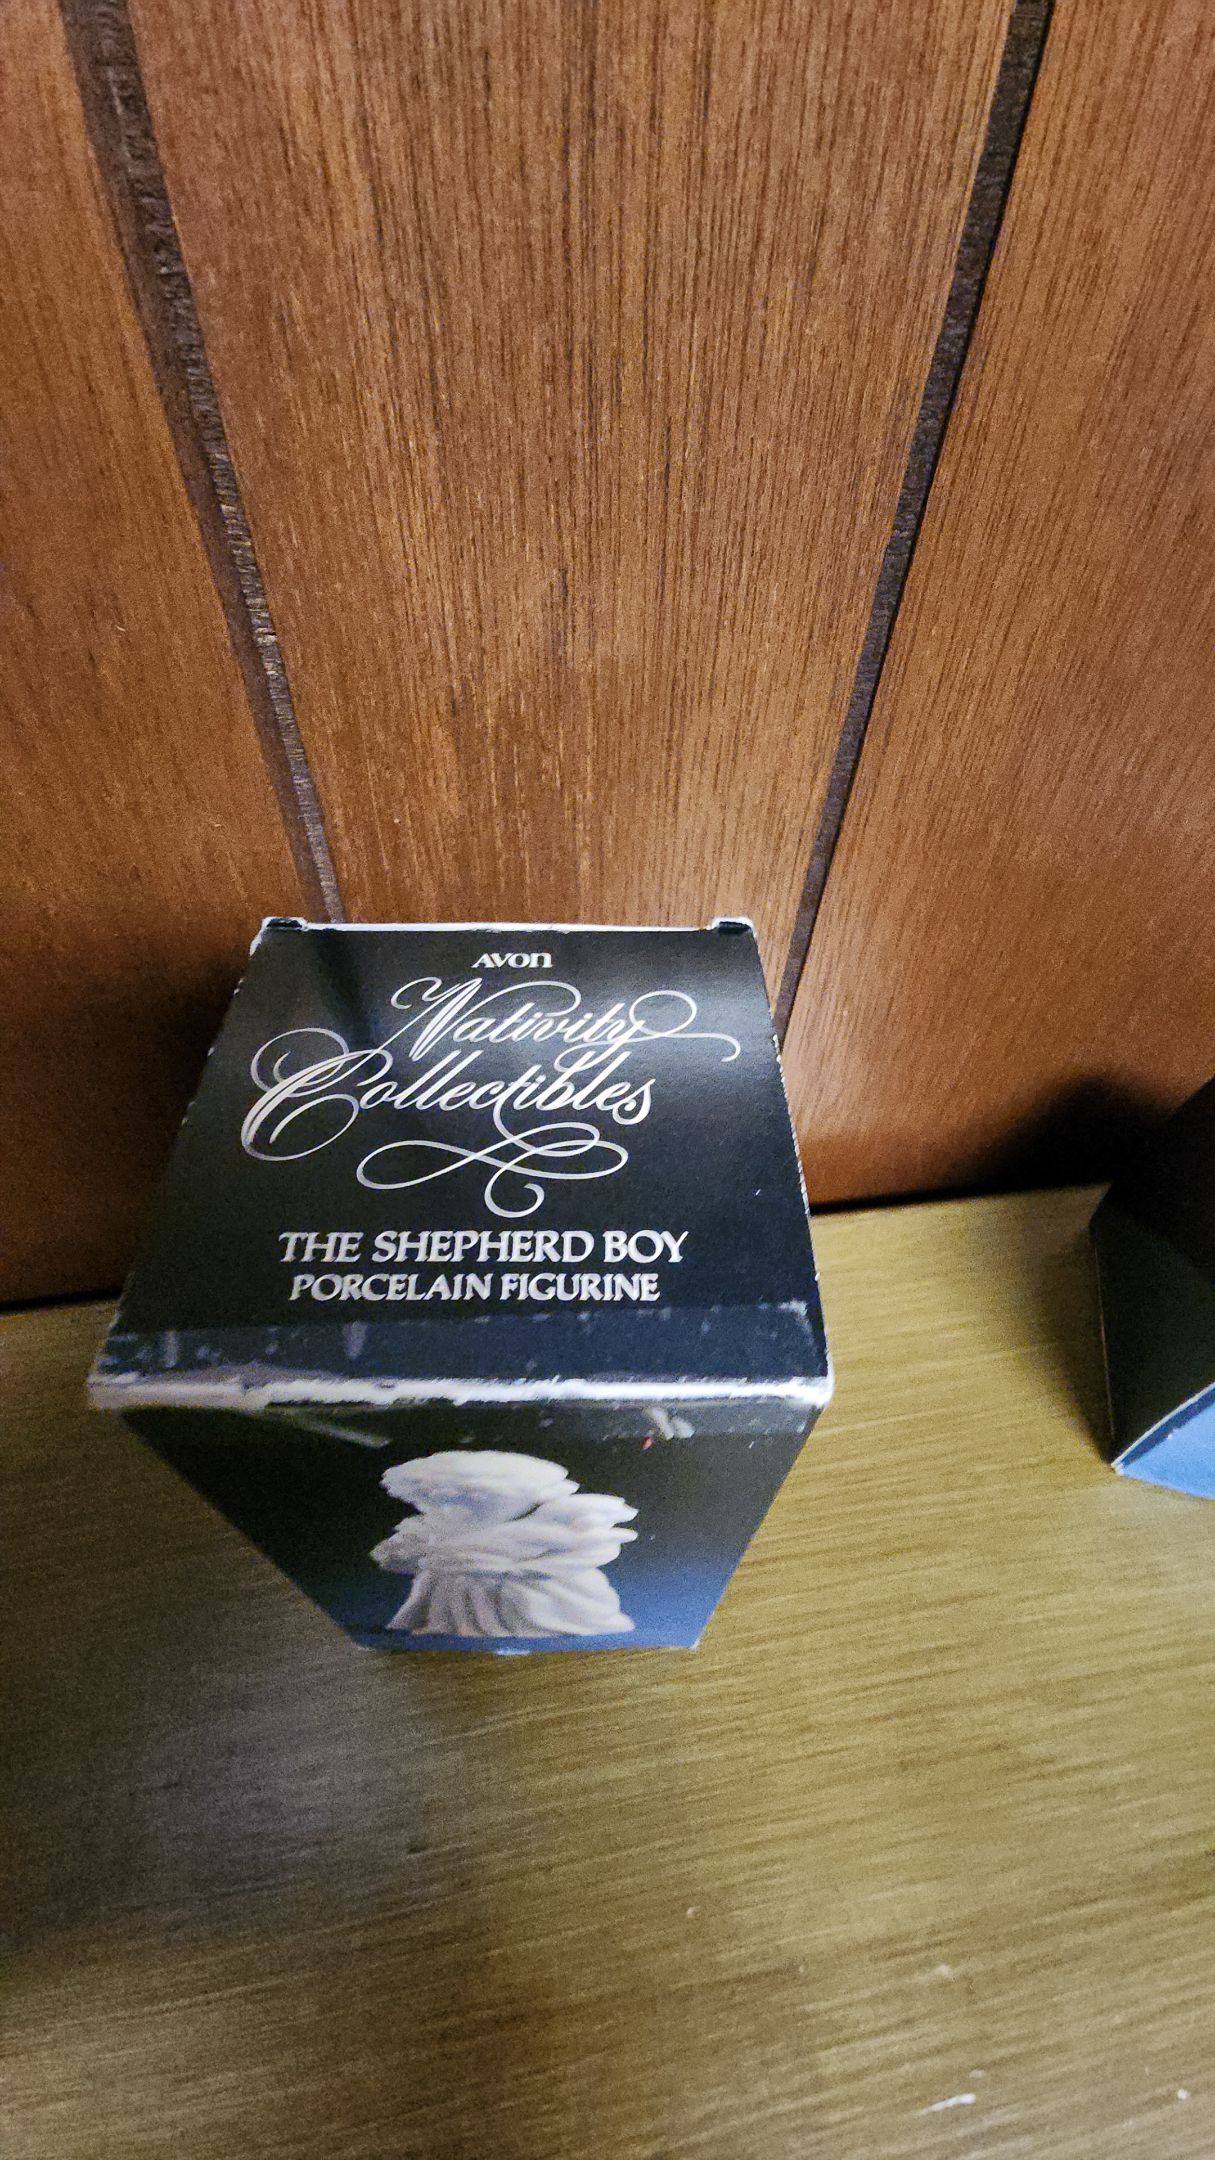 AVON
Nativity
Collectibles
THE SHEPHERD BOY
PORCELAIN FIGURINE